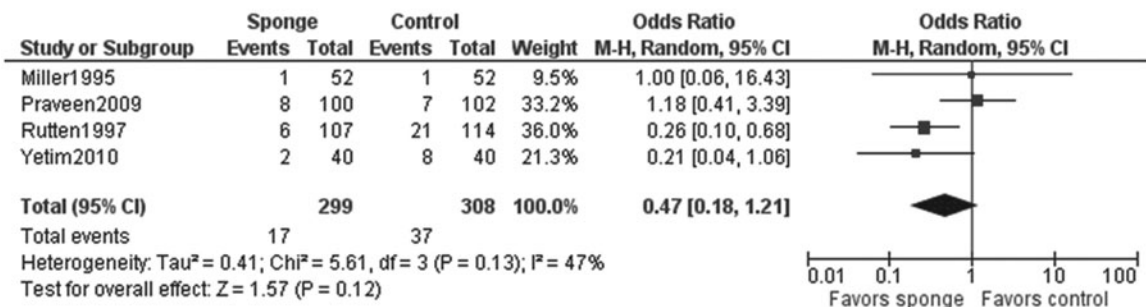 Sponge Control Odds Ratio Odds Ratio
Study or Subgroup Events Total Events Total Weight M-H, Random, 95% CI M-H, Random, 95% CI
Miller1995 1 52 1 52 9.5% 1.00 [0.06, 16.43]
Praveen2009 8 100 7 102 33.2% 1.18 [0.41, 3.39]
Rutten1997 6 107 21 114 36.0% 0.26 [0.10, 0.68]
Yetim2010 2 40 8 40 21.3% 0.21 [0.04, 1.06]
Total (95% CI) 299 308 100.0% 0.47 [0.18, 1.21]
Total events 17 37
Heterogeneity: Tau² = 0.41; Chi² = 5.61, df = 3 (P = 0.13); I² = 47%
Test for overall effect: Z = 1.57 (P = 0.12)
0.01 0.1 1 10 100
Favors sponge Favors control